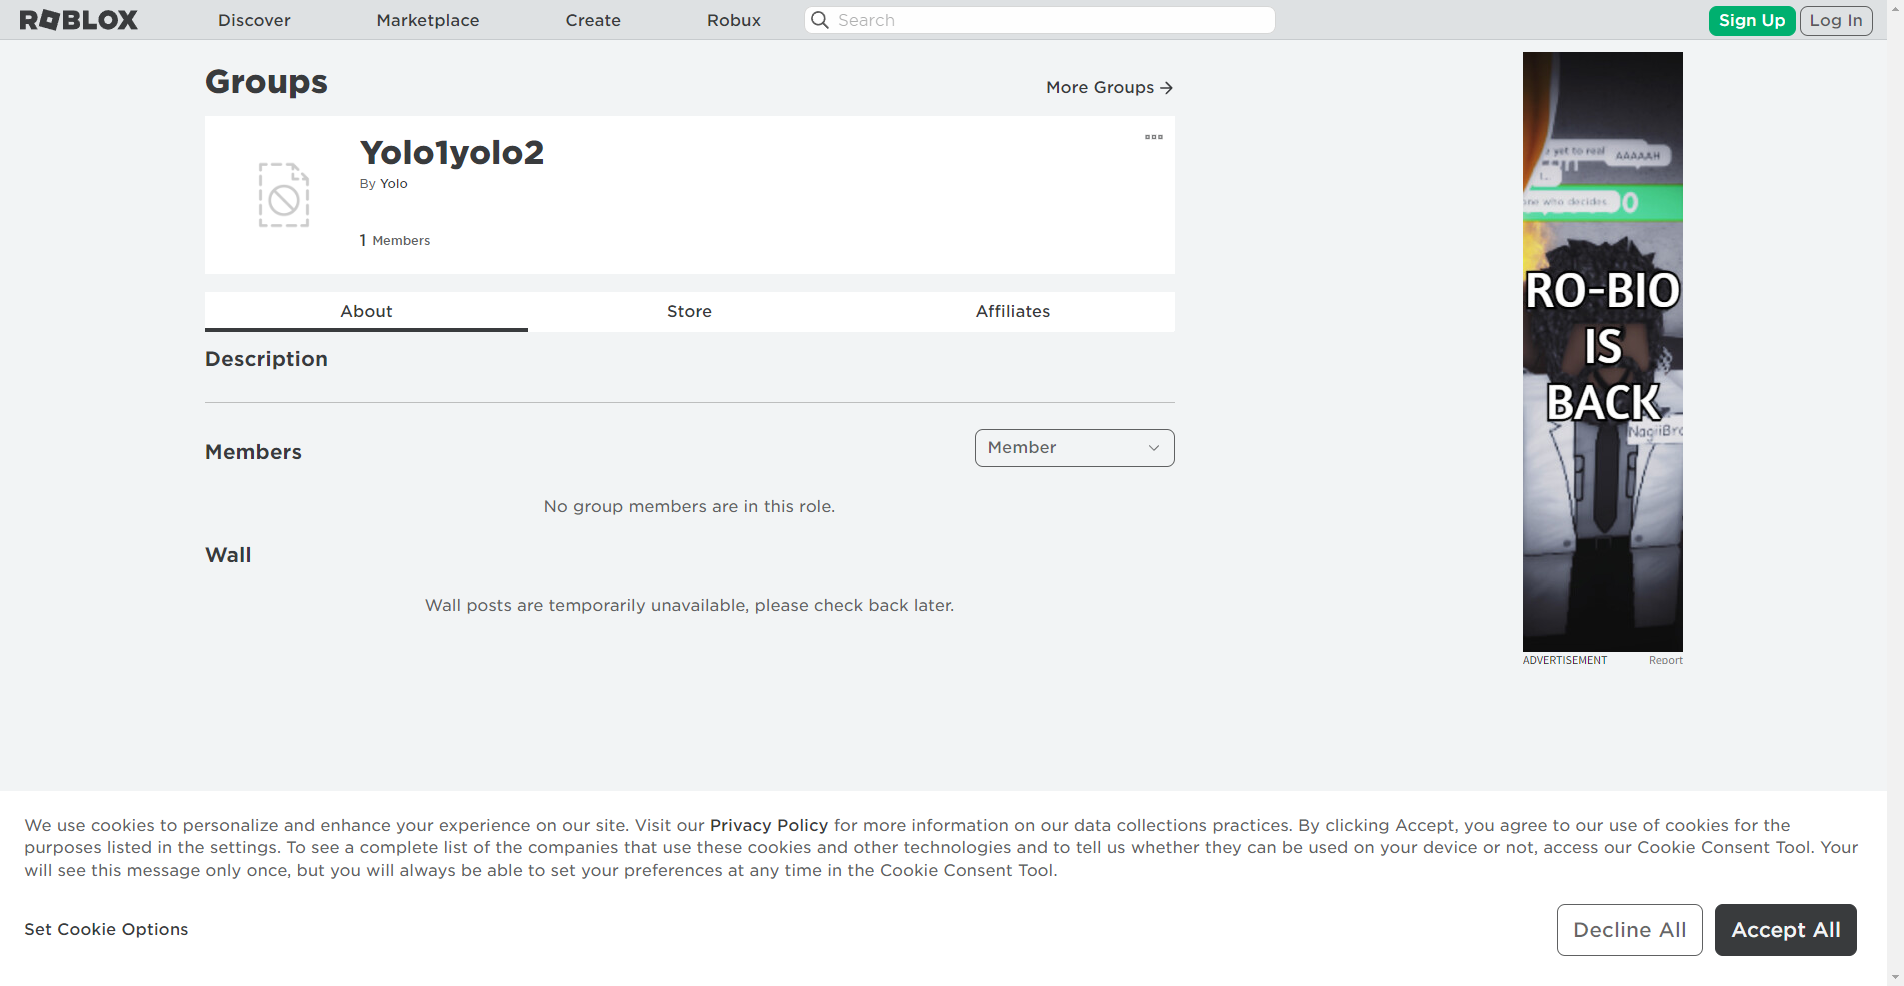 ROBLOX Discover Marketplace Create Robux Search Sign Up Log In
Groups
More Groups
Yolo1yolo2
By Yolo
1 Members
About Store Affiliates
Description
Members
Member
No group members are in this role.
Wall
Wall posts are temporarily unavailable, please check back later.
yet to real
AAAAAH
one who decides.
RO-BIO
IS
BACK
ADVERTISEMENT Report
We use cookies to personalize and enhance your experience on our site. Visit our Privacy Policy for more information on our data collections practices. By clicking Accept, you agree to our use of cookies for the
purposes listed in the settings. To see a complete list of the companies that use these cookies and other technologies and to tell us whether they can be used on your device or not, access our Cookie Consent Tool. Your
will see this message only once, but you will always be able to set your preferences at any time in the Cookie Consent Tool.
Set Cookie Options
Decline All Accept All